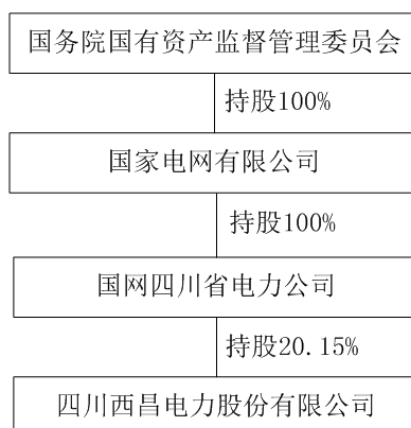 国务院国有资产监督管理委员会
持股100%
国家电网有限公司
持股100%
国网四川省电力公司
持股20.15%
四川西昌电力股份有限公司